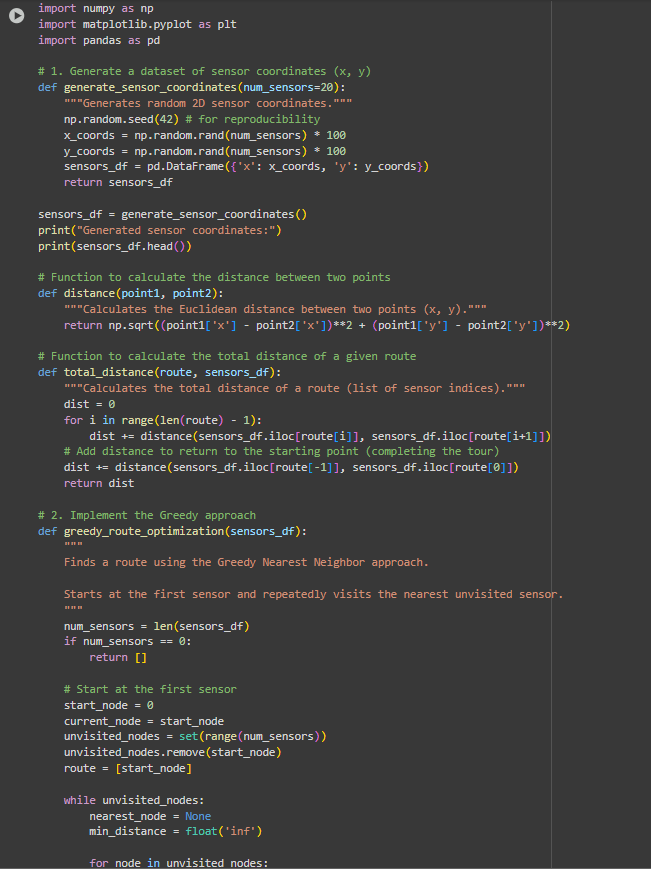 import numpy as np
import matplotlib.pyplot as plt
import pandas as pd

# 1. Generate a dataset of sensor coordinates (x, y)
def generate_sensor_coordinates(num_sensors=20):
    """Generates random 2D sensor coordinates."""
    np.random.seed(42) # for reproducibility
    x_coords = np.random.rand(num_sensors) * 100
    y_coords = np.random.rand(num_sensors) * 100
    sensors_df = pd.DataFrame({'x': x_coords, 'y': y_coords})
    return sensors_df

sensors_df = generate_sensor_coordinates()
print("Generated sensor coordinates:")
print(sensors_df.head())

# Function to calculate the distance between two points
def distance(point1, point2):
    """Calculates the Euclidean distance between two points (x, y)."""
    return np.sqrt((point1['x'] - point2['x'])**2 + (point1['y'] - point2['y'])**2)

# Function to calculate the total distance of a given route
def total_distance(route, sensors_df):
    """Calculates the total distance of a route (list of sensor indices)."""
    dist = 0
    for i in range(len(route) - 1):
        dist += distance(sensors_df.iloc[route[i]], sensors_df.iloc[route[i+1]])
    # Add distance to return to the starting point (completing the tour)
    dist += distance(sensors_df.iloc[route[-1]], sensors_df.iloc[route[0]])
    return dist

# 2. Implement the Greedy approach
def greedy_route_optimization(sensors_df):
    """
    Finds a route using the Greedy Nearest Neighbor approach.

    Starts at the first sensor and repeatedly visits the nearest unvisited sensor.
    """
    num_sensors = len(sensors_df)
    if num_sensors == 0:
        return []

    # Start at the first sensor
    start_node = 0
    current_node = start_node
    unvisited_nodes = set(range(num_sensors))
    unvisited_nodes.remove(start_node)
    route = [start_node]

    while unvisited_nodes:
        nearest_node = None
        min_distance = float('inf')

        for node in unvisited_nodes: